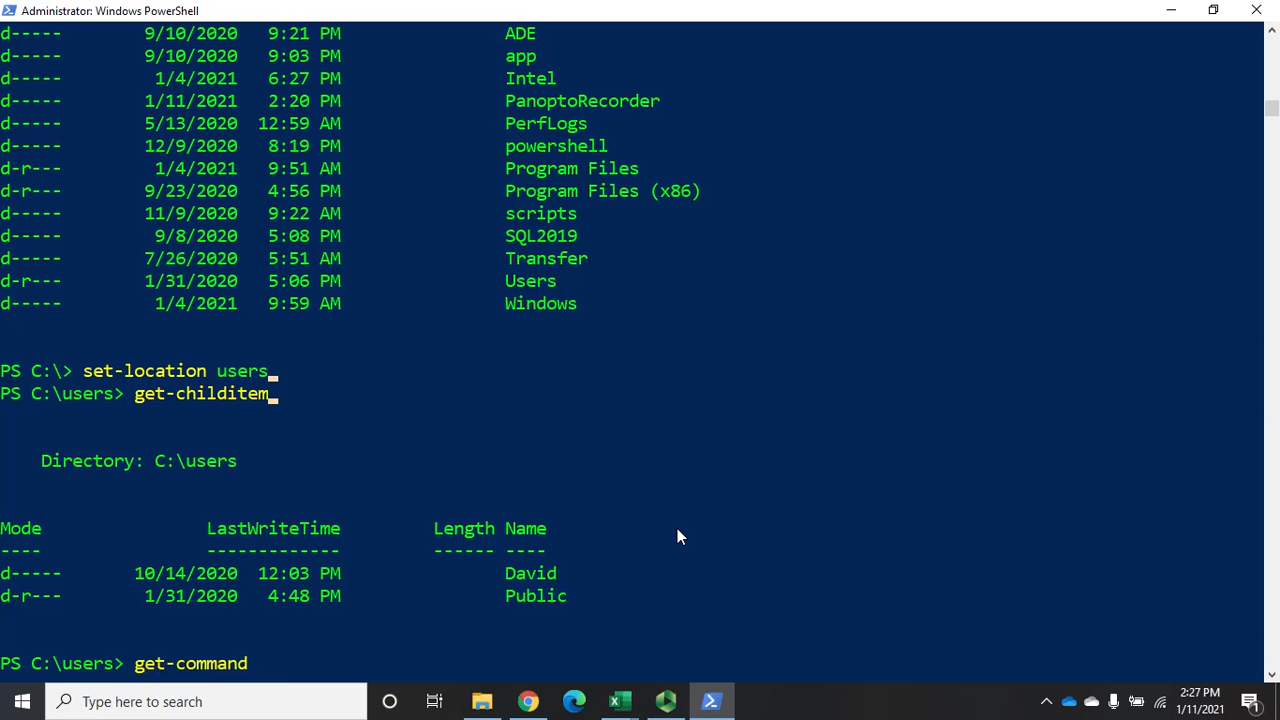 Administrator: Windows PowerShell
d----- 9/10/2020 9:21 PM ADE
d----- 9/10/2020 9:03 PM app
d----- 1/4/2021 6:27 PM Intel
d----- 1/11/2021 2:20 PM PanoptoRecorder
d----- 5/13/2020 12:59 AM PerfLogs
d----- 12/9/2020 8:19 PM powershell
d-r--- 1/4/2021 9:51 AM Program Files
d-r--- 9/23/2020 4:56 PM Program Files (x86)
d----- 11/9/2020 9:22 AM scripts
d----- 9/8/2020 5:08 PM SQL2019
d----- 7/26/2020 5:51 AM Transfer
d-r--- 1/31/2020 5:06 PM Users
d----- 1/4/2021 9:59 AM Windows
PS C:\> set-location users
PS C:\users> get-childitem
Directory: C:\users
Mode LastWriteTime Length Name
---- ------------- ------ ----
d----- 10/14/2020 12:03 PM David
d-r--- 1/31/2020 4:48 PM Public
PS C:\users> get-command
Type here to search
2:27 PM
1/11/2021
1